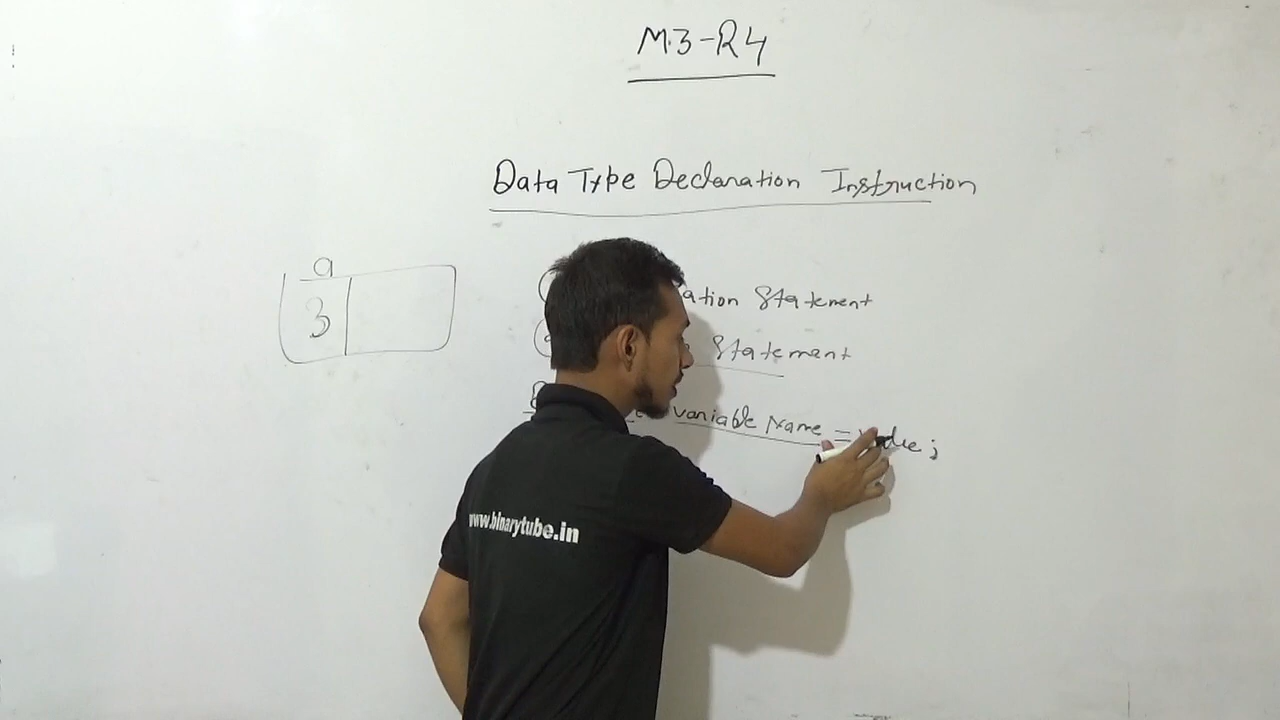 M.3-R4
Data Type Declaration Instruction
a
3
ation Statement
Statement
variable Name = value;
www.binarytube.in